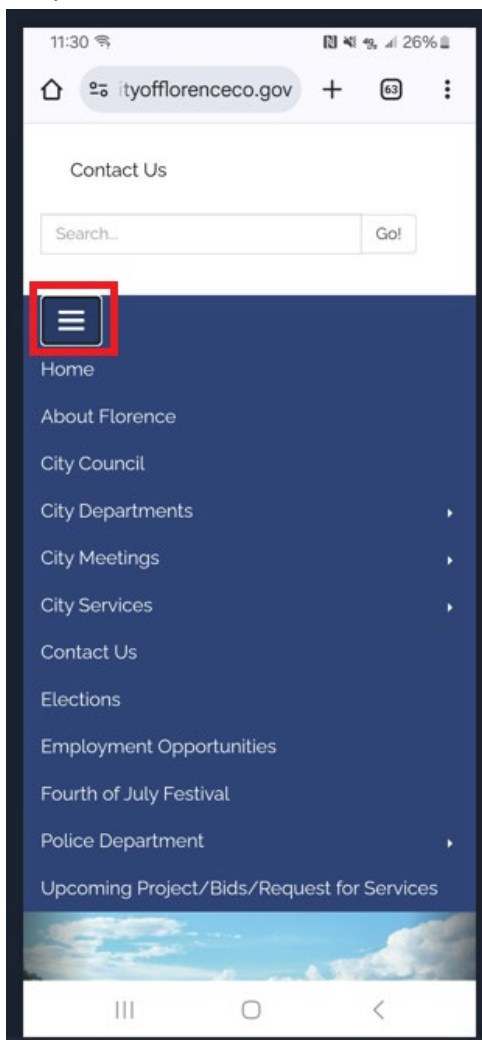 11:30 26%
ityofflorenceco.gov 63
Contact Us
Search... Go!
Home
About Florence
City Council
City Departments
City Meetings
City Services
Contact Us
Elections
Employment Opportunities
Fourth of July Festival
Police Department
Upcoming Project/Bids/Request for Services